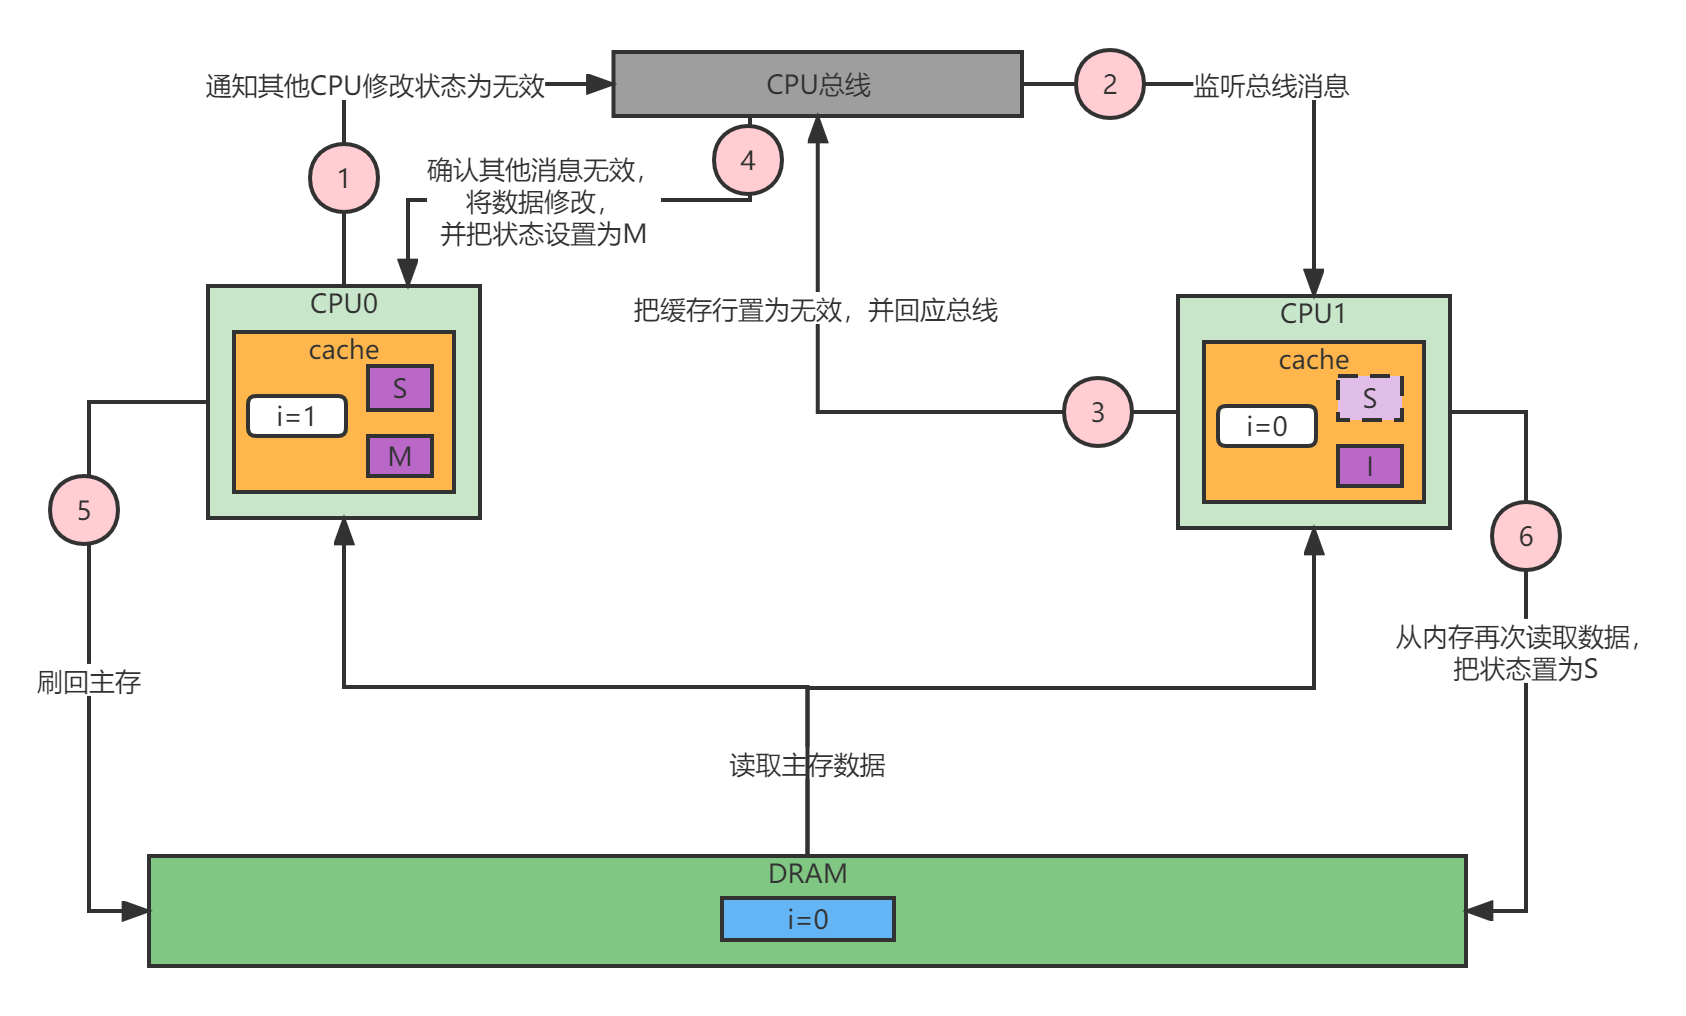 CPU总线
2
监听总线消息
通知其他CPU修改状态为无效
1
4
确认其他消息无效，
将数据修改，
并把状态设置为M
CPU0
cache
S
i=1
M
把缓存行置为无效，并回应总线
3
CPU1
cache
S
i=0
I
5
刷回主存
6
从内存再次读取数据，
把状态置为S
读取主存数据
DRAM
i=0